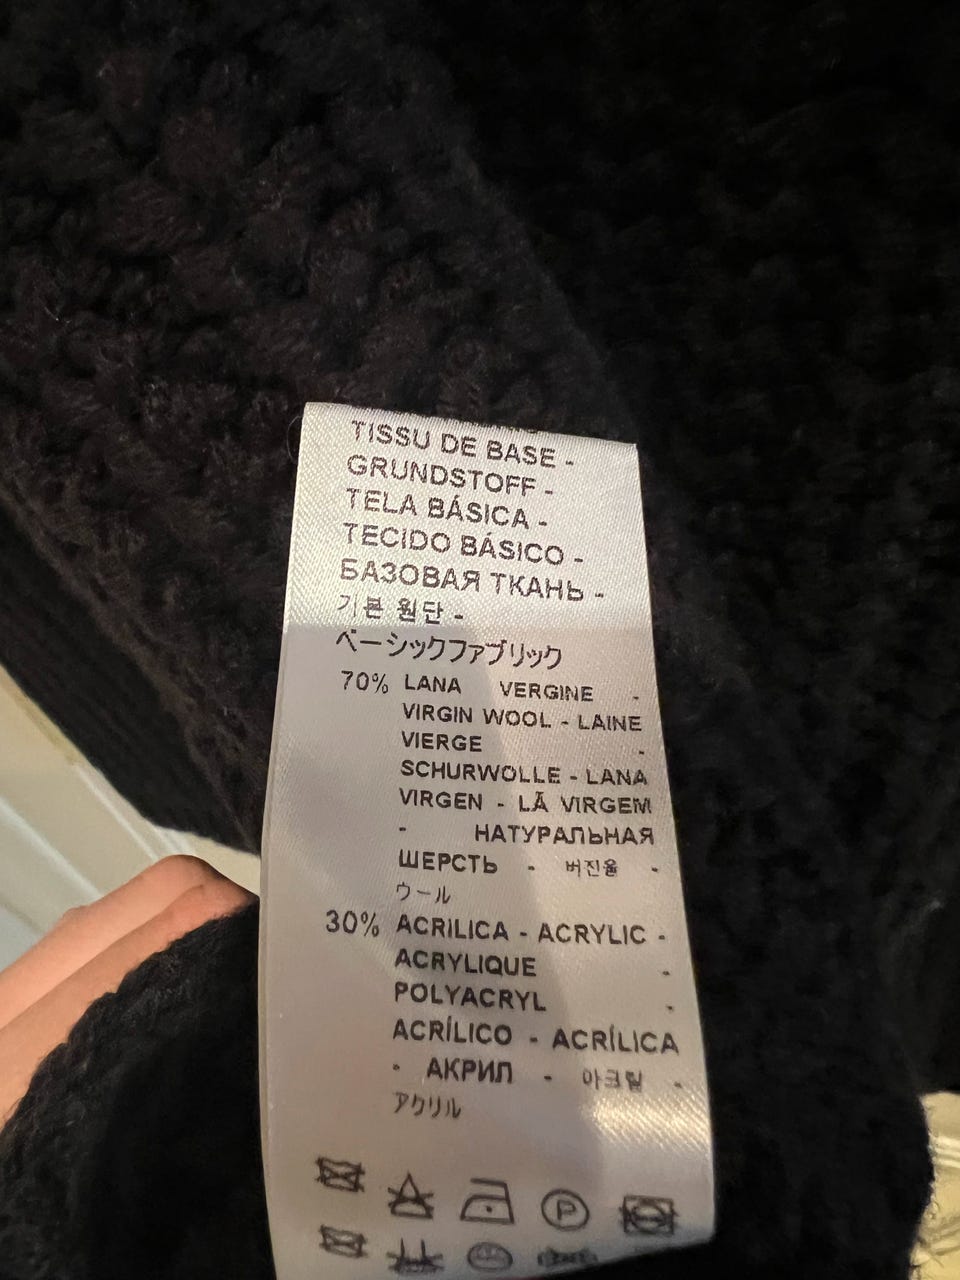 TISSU DE BASE -
GRUNDSTOFF -
TELA BÁSICA -
TECIDO BÁSICO -
БАЗОВАЯ ТКАНЬ -
기본 원단 -
ベーシックファブリック
70% LANA VERGINE -
VIRGIN WOOL - LAINE
VIERGE -
SCHURWOLLE - LANA
VIRGEN - LÃ VIRGEM
- НАТУРАЛЬНАЯ
ШЕРСТЬ - 버진울 -
ウール
30% ACRILICA - ACRYLIC -
ACRYLIQUE -
POLYACRYL -
ACRÍLICO - ACRÍLICA
- АКРИЛ - 아크릴 -
アクリル
P